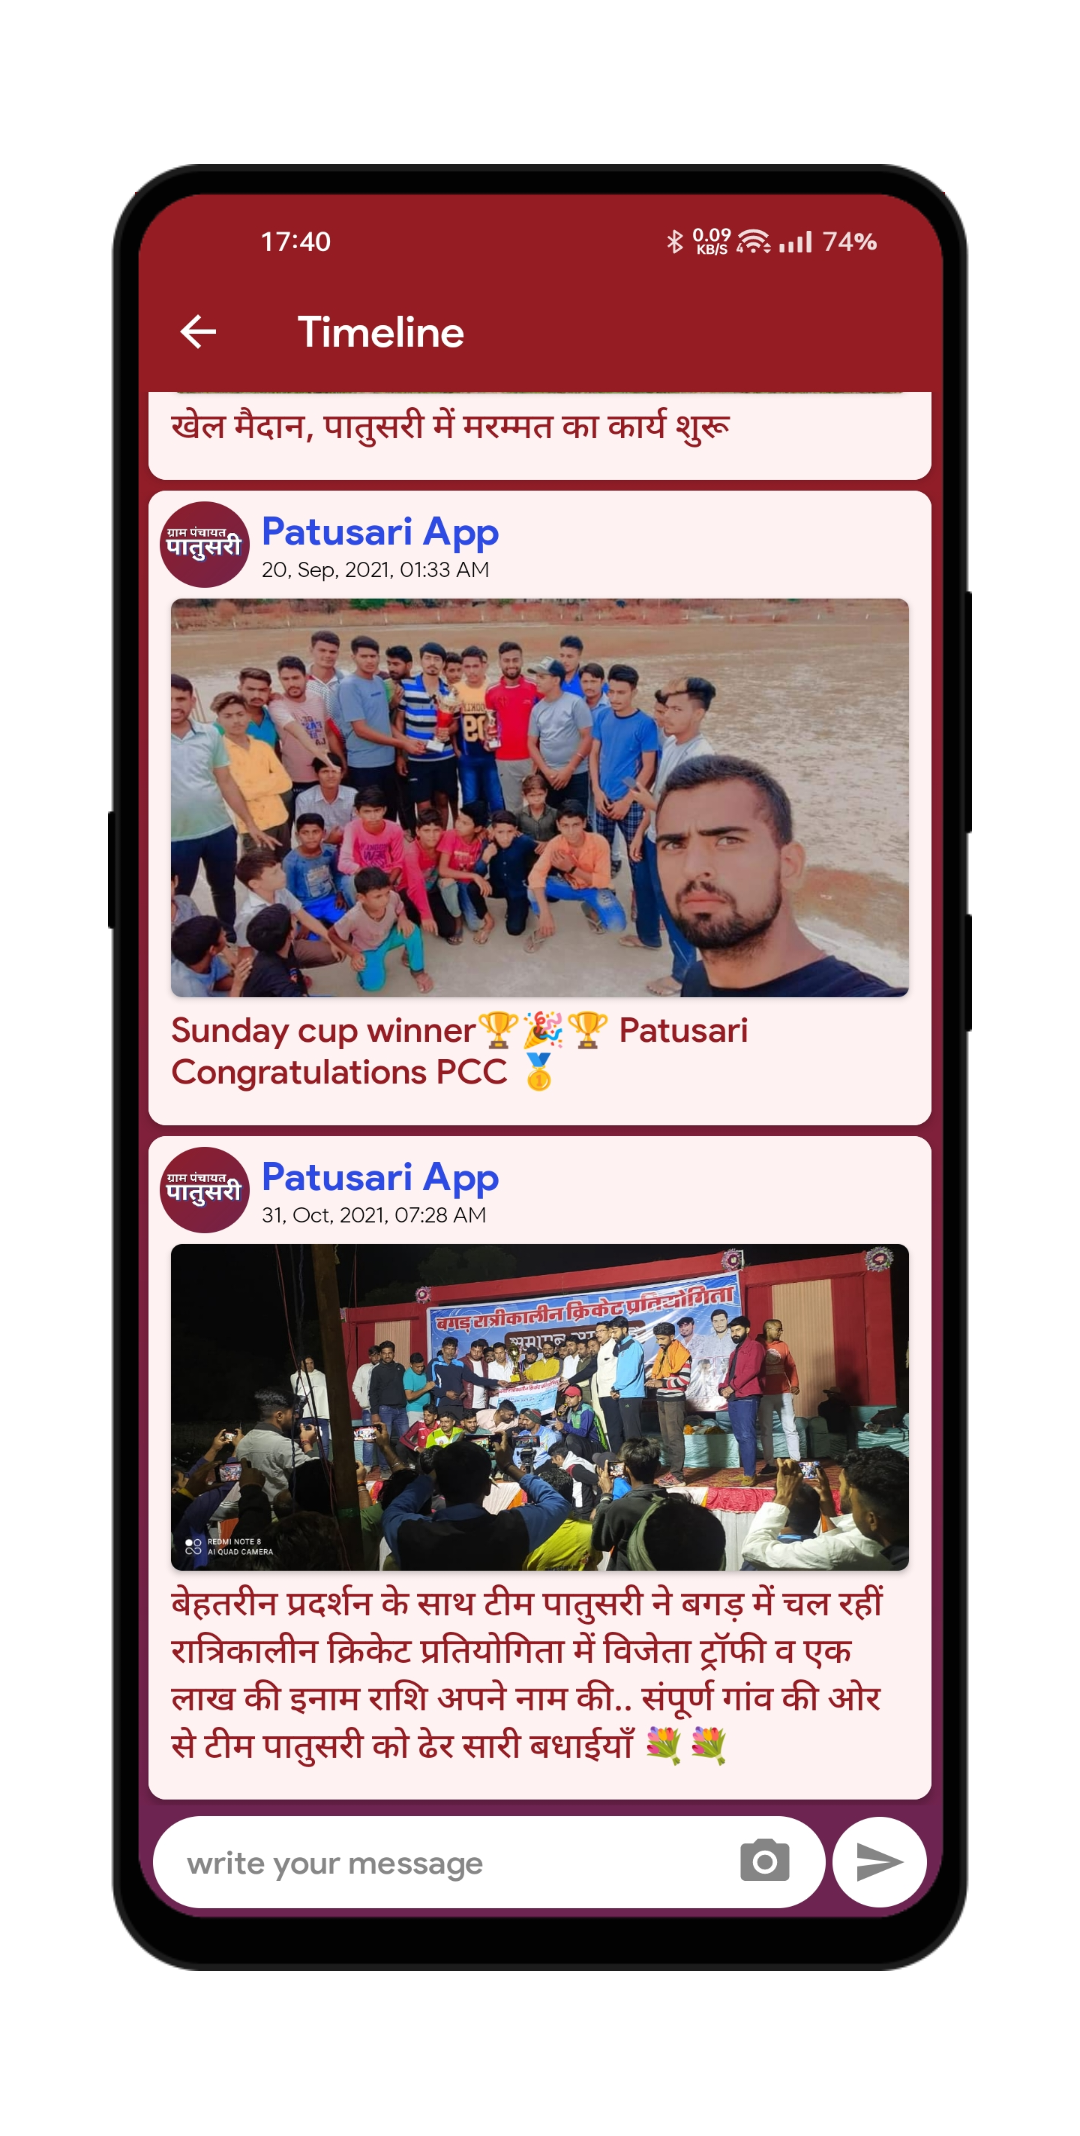 17:40
0.09
KB/S
4
74%
Timeline
खेल मैदान, पातुसरी में मरम्मत का कार्य शुरू
ग्राम पंचायत
पातुसरी
Patusari App
20, Sep, 2021, 01:33 AM
Sunday cup winner🏆🎉🏆 Patusari
Congratulations PCC 🥇
ग्राम पंचायत
पातुसरी
Patusari App
31, Oct, 2021, 07:28 AM
बगड़ रात्रीकालीन क्रिकेट प्रतियोगिता
REDMI NOTE 8
AI QUAD CAMERA
बेहतरीन प्रदर्शन के साथ टीम पातुसरी ने बगड़ में चल रहीं
रात्रिकालीन क्रिकेट प्रतियोगिता में विजेता ट्रॉफी व एक
लाख की इनाम राशि अपने नाम की.. संपूर्ण गांव की ओर
से टीम पातुसरी को ढेर सारी बधाईयाँ 💐💐
write your message